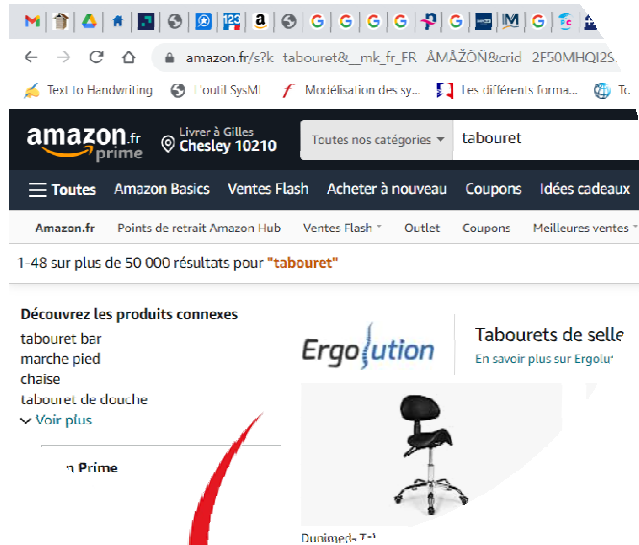 amazon.fr/s?k=tabouret&__mk_fr_FR=ÅMÅŽÕÑ&crid=2F50MHQI2S
Text to Handwriting L'outil SysML Modélisation des sy... Les différents forma... To
amazon.fr prime
Livrer à Gilles
Chesley 10210
Toutes nos catégories tabouret
Toutes Amazon Basics Ventes Flash Acheter à nouveau Coupons Idées cadeaux
Amazon.fr Points de retrait Amazon Hub Ventes Flash Outlet Coupons Meilleures ventes
1-48 sur plus de 50 000 résultats pour "tabouret"
Découvrez les produits connexes
tabouret bar
marche pied
chaise
tabouret de douche
Voir plus
n Prime
Ergolution
Tabourets de selle
En savoir plus sur Ergolu
Dunimed